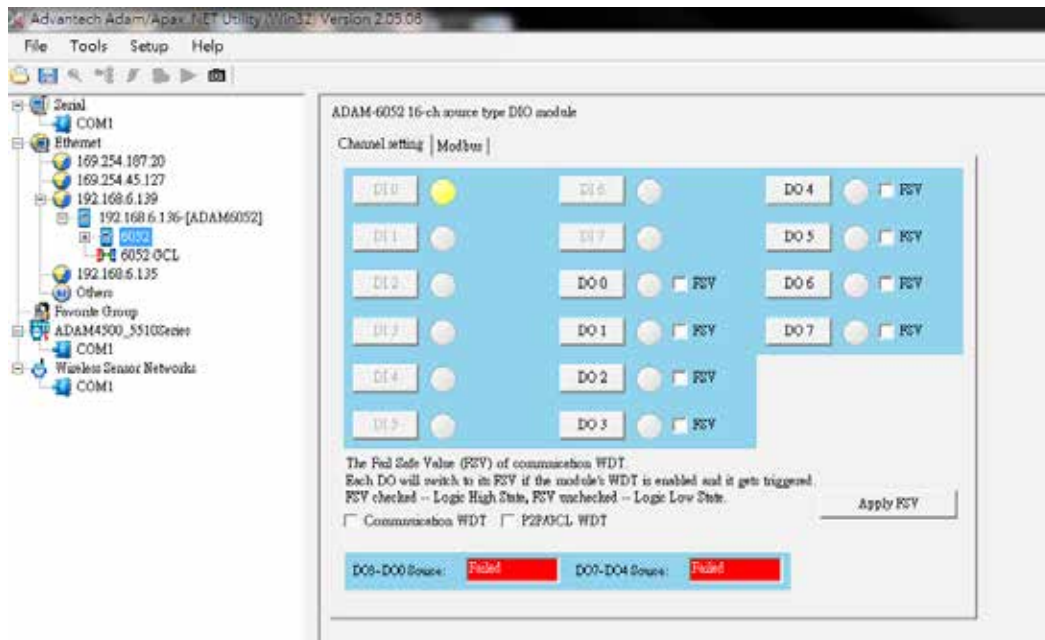 Advantech Adam/Apax .NET Utility (Win32) Version 2.05.06
File Tools Setup Help
Serial
COM1
Ethernet
169.254.187.20
169.254.45.127
192.168.6.139
192.168.6.136-[ADAM6052]
6052
6052 GCL
192.168.6.135
Others
Favorite Group
ADAM4500_5510Series
COM1
Wireless Sensor Networks
COM1
ADAM-6052 16-ch source type DIO module
Channel setting Modbus
DI 0 DI 6 DO 4 FSV
DI 1 DI 7 DO 5 FSV
DI 2 DO 0 FSV DO 6 FSV
DI 3 DO 1 FSV DO 7 FSV
DI 4 DO 2 FSV
DI 5 DO 3 FSV
The Fail Safe Value (FSV) of communication WDT.
Each DO will switch to its FSV if the module's WDT is enabled and it gets triggered.
FSV checked -- Logic High State, FSV unchecked -- Logic Low State.
Apply FSV
Communication WDT P2P/GCL WDT
DO3~DO0 Source: Failed DO7~DO4 Source: Failed